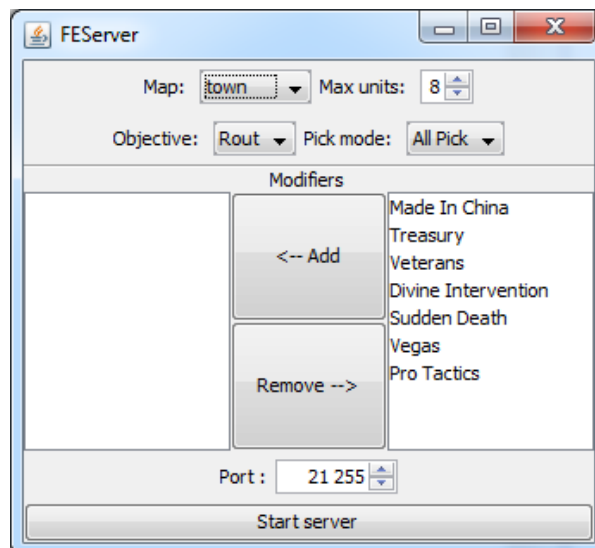 FEServer
Map: town Max units: 8
Objective: Rout Pick mode: All Pick
Modifiers
<-- Add
Remove -->
Made In China
Treasury
Veterans
Divine Intervention
Sudden Death
Vegas
Pro Tactics
Port : 21 255
Start server